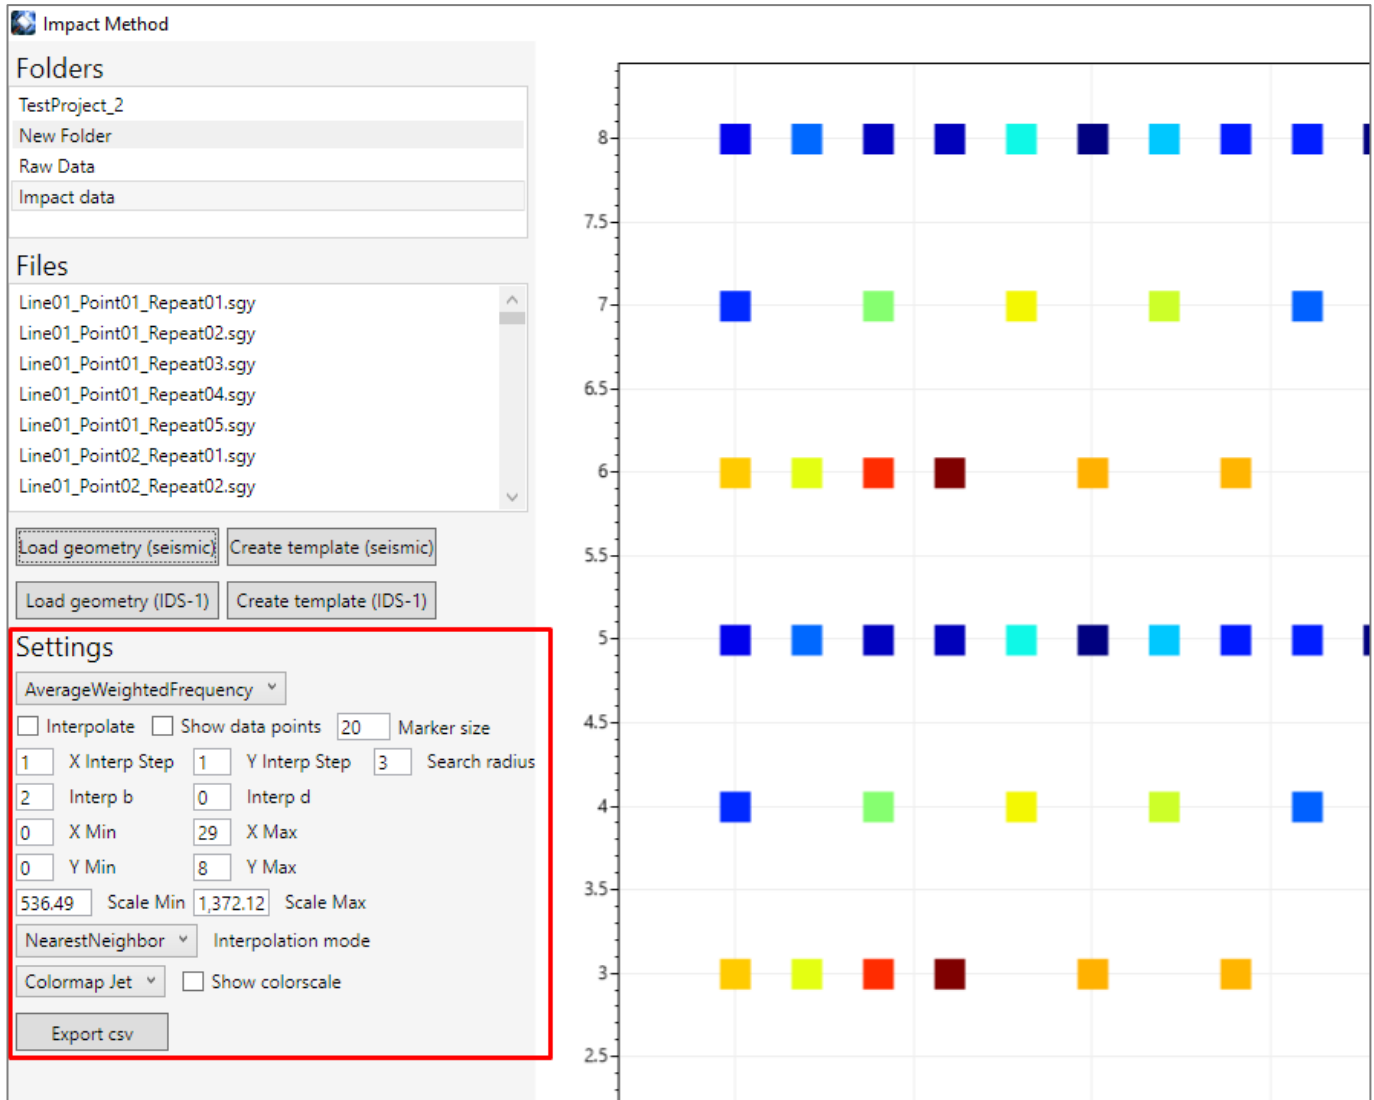 Impact Method
Folders
TestProject_2
New Folder
Raw Data
Impact data
Files
Line01_Point01_Repeat01.sgy
Line01_Point01_Repeat02.sgy
Line01_Point01_Repeat03.sgy
Line01_Point01_Repeat04.sgy
Line01_Point01_Repeat05.sgy
Line01_Point02_Repeat01.sgy
Line01_Point02_Repeat02.sgy
Load geometry (seismic) Create template (seismic)
Load geometry (IDS-1) Create template (IDS-1)
Settings
AverageWeightedFrequency
Interpolate Show data points 20 Marker size
1 X Interp Step 1 Y Interp Step 3 Search radius
2 Interp b 0 Interp d
0 X Min 29 X Max
0 Y Min 8 Y Max
536.49 Scale Min 1,372.12 Scale Max
NearestNeighbor Interpolation mode
Colormap Jet Show colorscale
Export csv
8
7.5
7
6.5
6
5.5
5
4.5
4
3.5
3
2.5